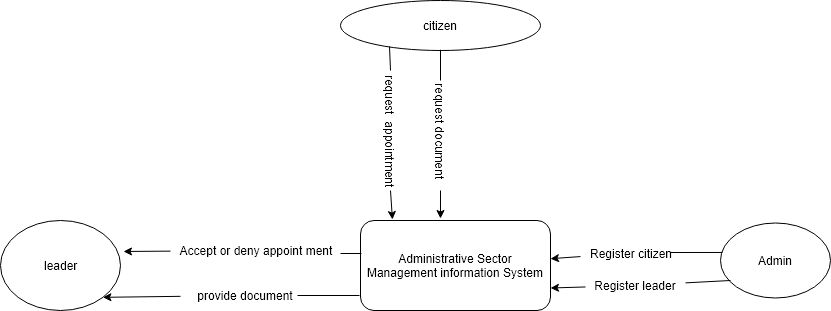 citizen
request appointment
request document
Accept or deny appoint ment
Administrative Sector
Management information System
Register citizen
leader
Admin
provide document
Register leader